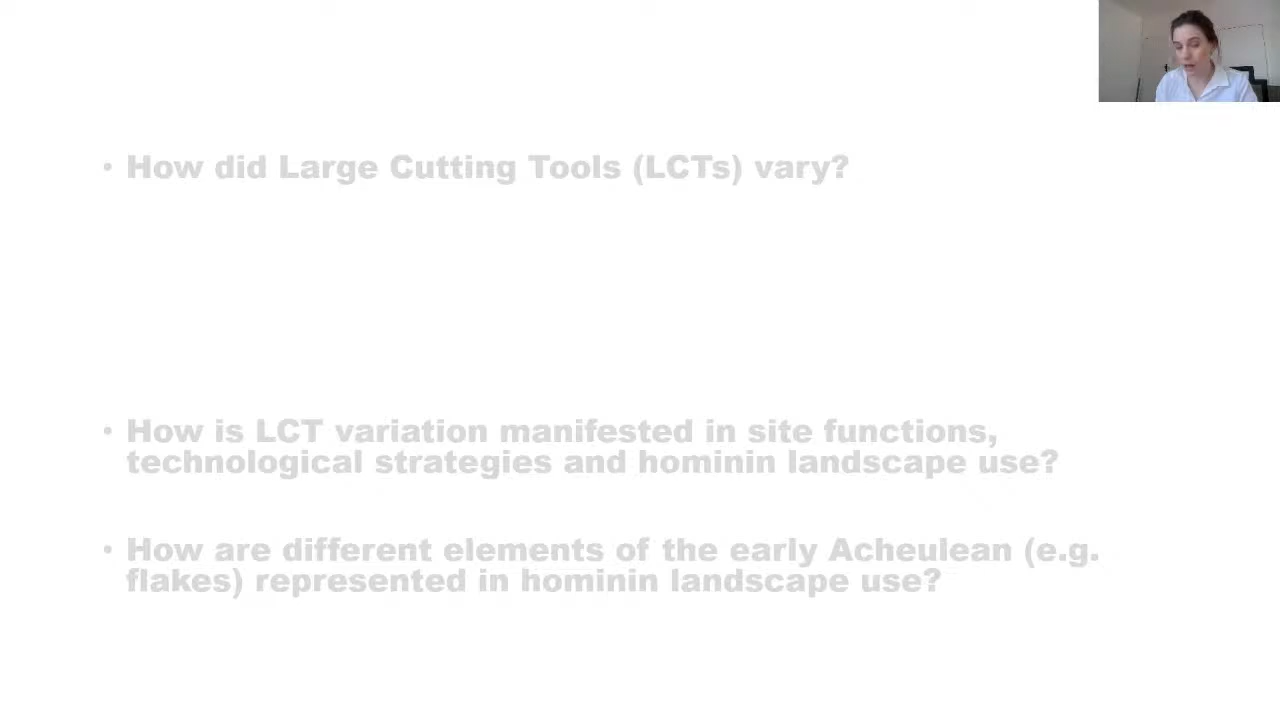 • How did Large Cutting Tools (LCTs) vary?
• How is LCT variation manifested in site functions,
technological strategies and hominin landscape use?
• How are different elements of the early Acheulean (e.g.
flakes) represented in hominin landscape use?